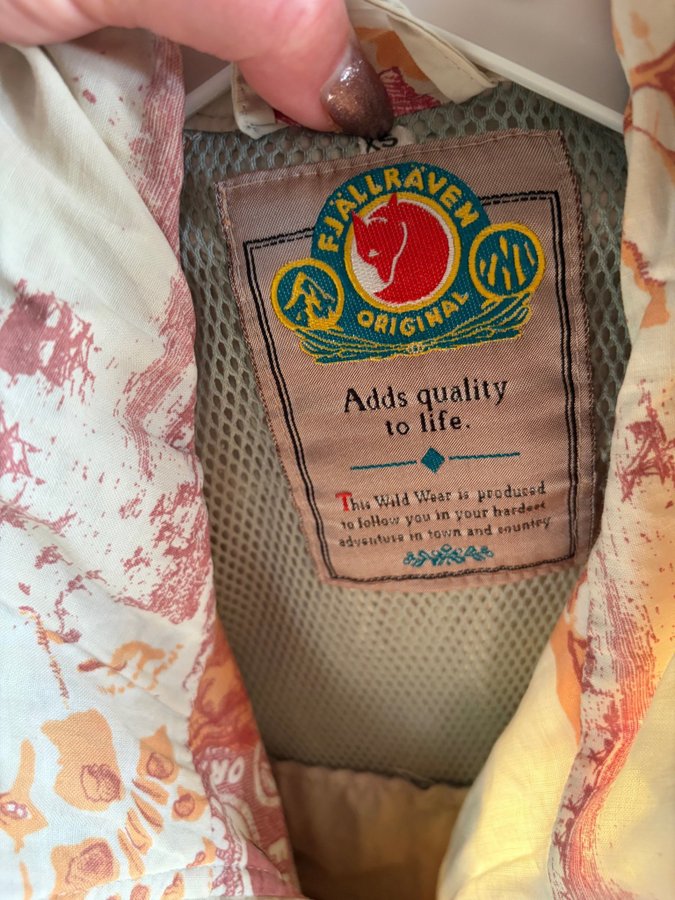 XS
FJÄLLRÄVEN
ORIGINAL
Adds quality
to life.
This Wild Wear is produced
to follow you in your hardest
adventure in town and country
OR